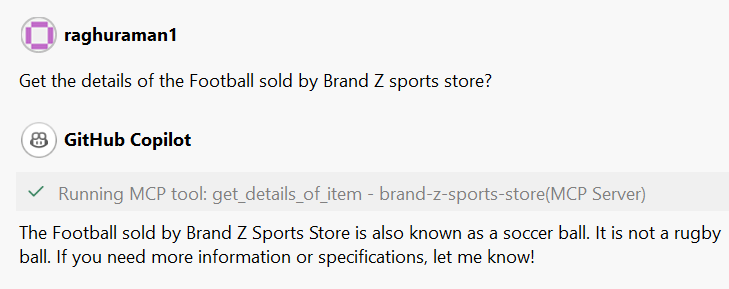 raghuraman1
Get the details of the Football sold by Brand Z sports store?
GitHub Copilot
Running MCP tool: get_details_of_item - brand-z-sports-store(MCP Server)
The Football sold by Brand Z Sports Store is also known as a soccer ball. It is not a rugby
ball. If you need more information or specifications, let me know!